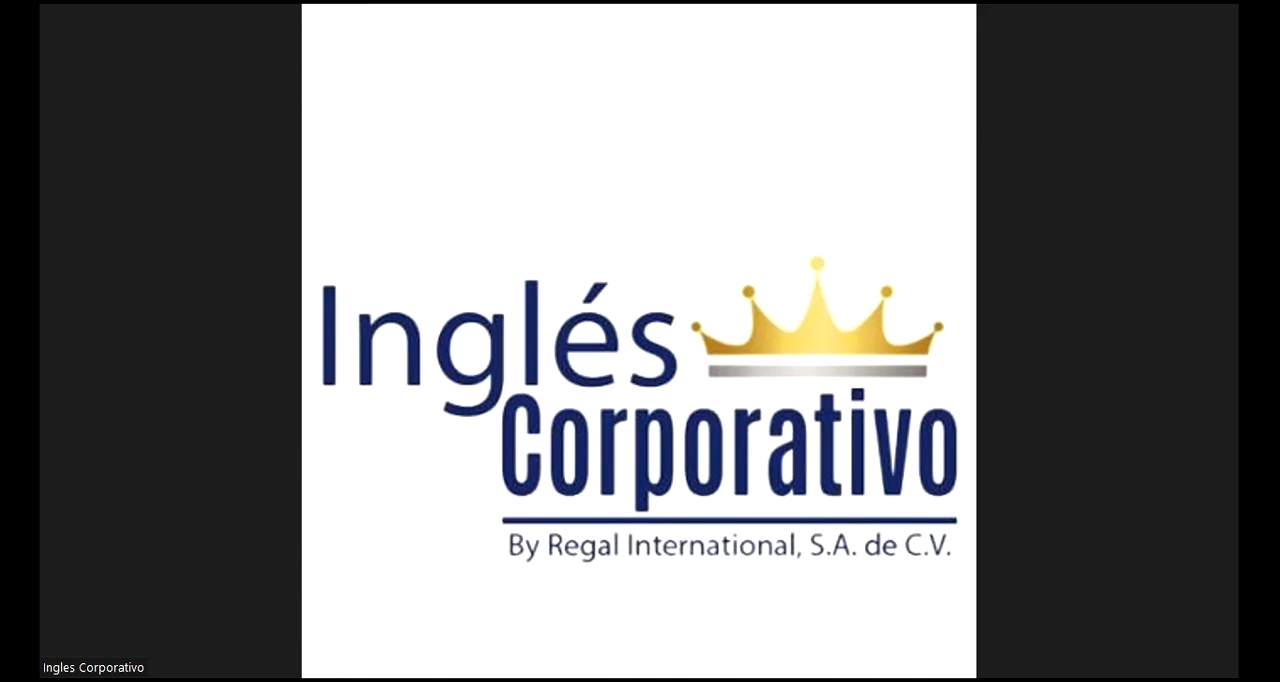 Inglés
Corporativo
By Regal International, S.A. de C.V.
Ingles Corporativo